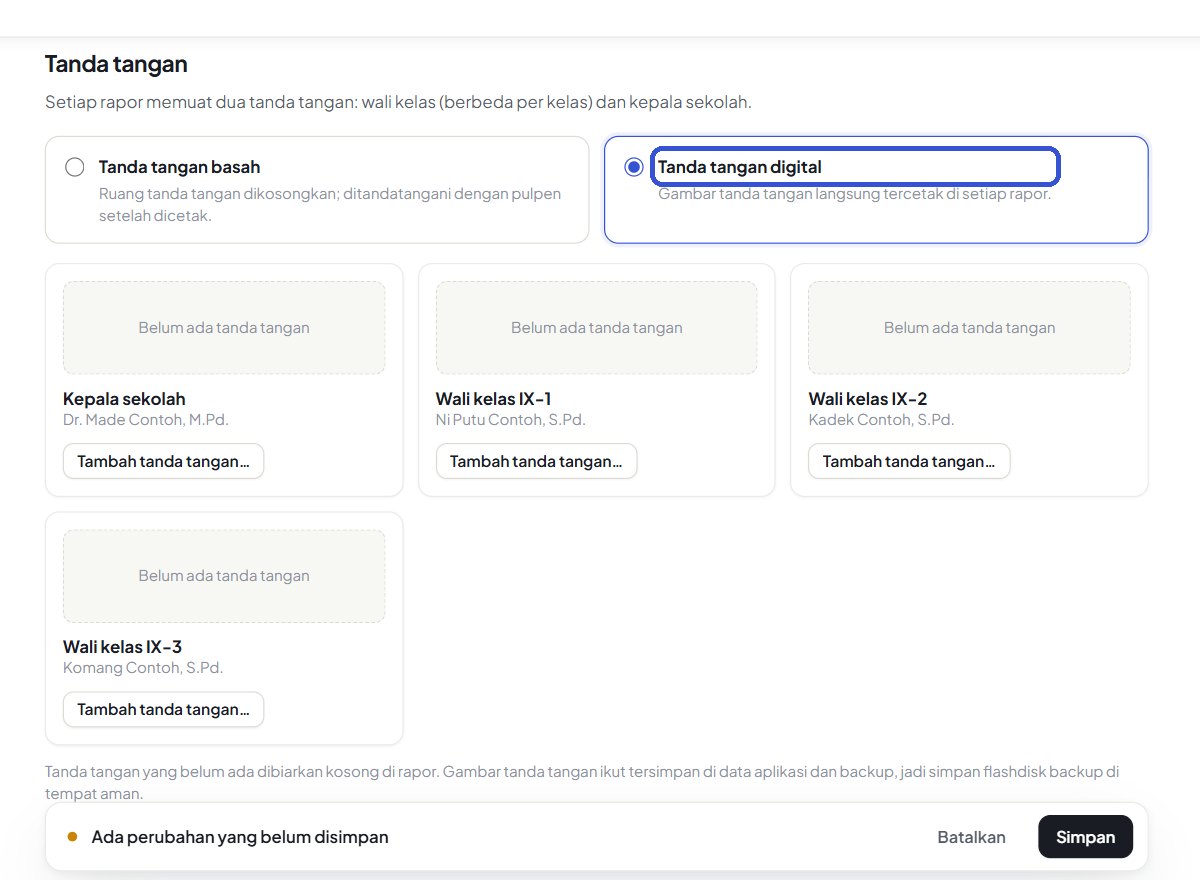 Tanda tangan
Setiap rapor memuat dua tanda tangan: wali kelas (berbeda per kelas) dan kepala sekolah.
Tanda tangan basah
Ruang tanda tangan dikosongkan; ditandatangani dengan pulpen
setelah dicetak.
Tanda tangan digital
Gambar tanda tangan langsung tercetak di setiap rapor.
Belum ada tanda tangan
Kepala sekolah
Dr. Made Contoh, M.Pd.
Tambah tanda tangan...
Belum ada tanda tangan
Wali kelas IX-1
Ni Putu Contoh, S.Pd.
Tambah tanda tangan...
Belum ada tanda tangan
Wali kelas IX-2
Kadek Contoh, S.Pd.
Tambah tanda tangan...
Belum ada tanda tangan
Wali kelas IX-3
Komang Contoh, S.Pd.
Tambah tanda tangan...
Tanda tangan yang belum ada dibiarkan kosong di rapor. Gambar tanda tangan ikut tersimpan di data aplikasi dan backup, jadi simpan flashdisk backup di
tempat aman.
Ada perubahan yang belum disimpan
Batalkan
Simpan